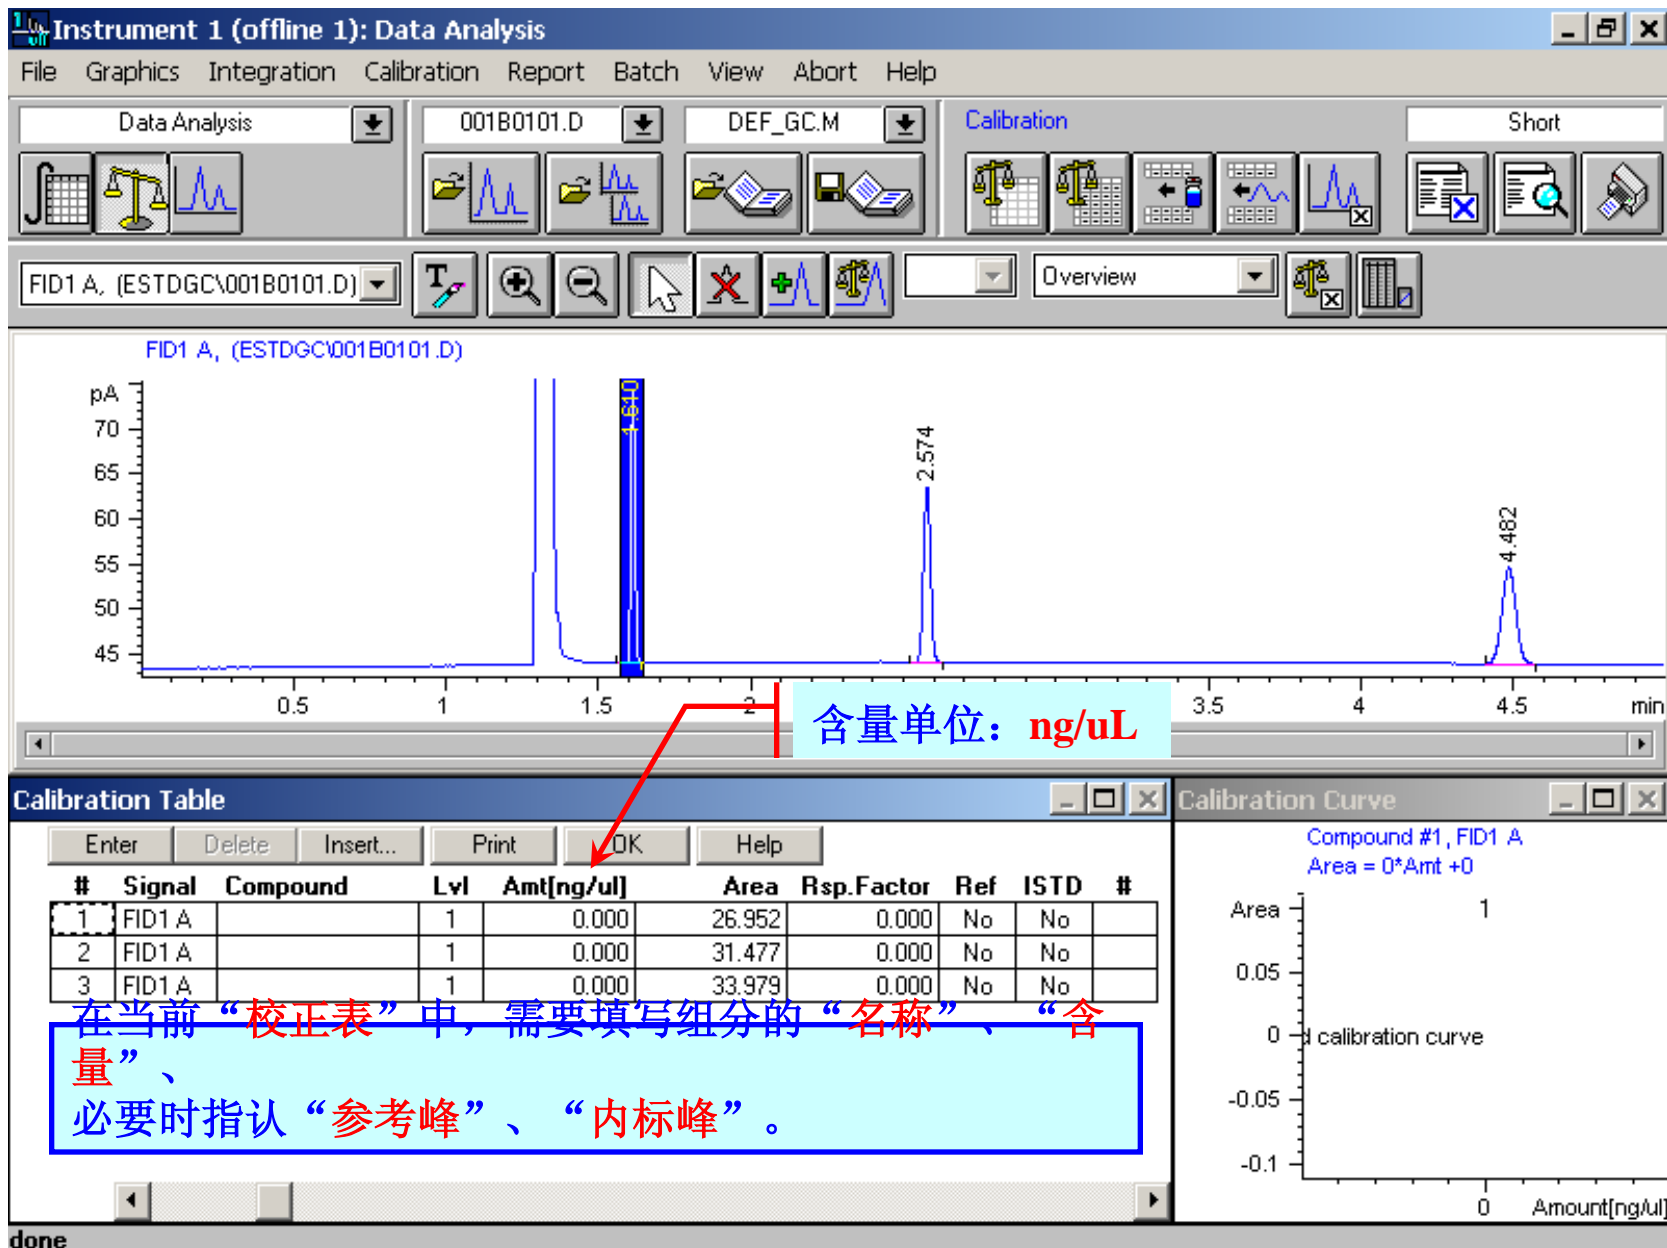 Instrument 1 (offline 1): Data Analysis
File Graphics Integration Calibration Report Batch View Abort Help
Data Analysis 001B0101.D DEF_GC.M Calibration Short
FID1 A, (ESTDGC\001B0101.D) Overview
FID1 A, (ESTDGC\001B0101.D)
pA
70
65
60
55
50
45
1.610
2.574
4.482
0.5 1 1.5 2 3.5 4 4.5 min
含量单位：ng/uL
Calibration Table
Enter Delete Insert... Print OK Help
# Signal Compound Lvl Amt[ng/ul] Area Rsp.Factor Ref ISTD #
1 FID1 A 1 0.000 26.952 0.000 No No
2 FID1 A 1 0.000 31.477 0.000 No No
3 FID1 A 1 0.000 33.979 0.000 No No
在当前“校正表”中，需要填写组分的“名称”、“含
量”、
必要时指认“参考峰”、“内标峰”。
Calibration Curve
Compound #1, FID1 A
Area = 0*Amt +0
Area 1
0.05
0
calibration curve
-0.05
-0.1
0 Amount[ng/ul]
done